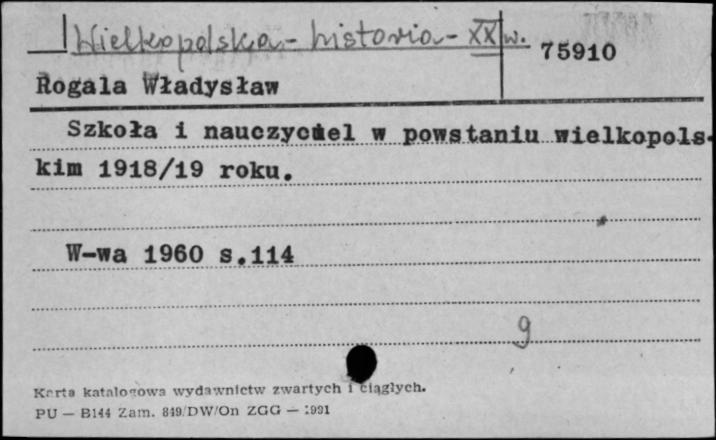 Wielkopolska - historia - XX w.
75910
Rogala Władysław
Szkoła i nauczyciel w powstaniu wielkopols-
kim 1918/19 roku.
W-wa 1960 s.114
9
Karta katalogowa wydawnictw zwartych i ciągłych.
PU — B144 Zam. 849/DW/On ZGG — 1991